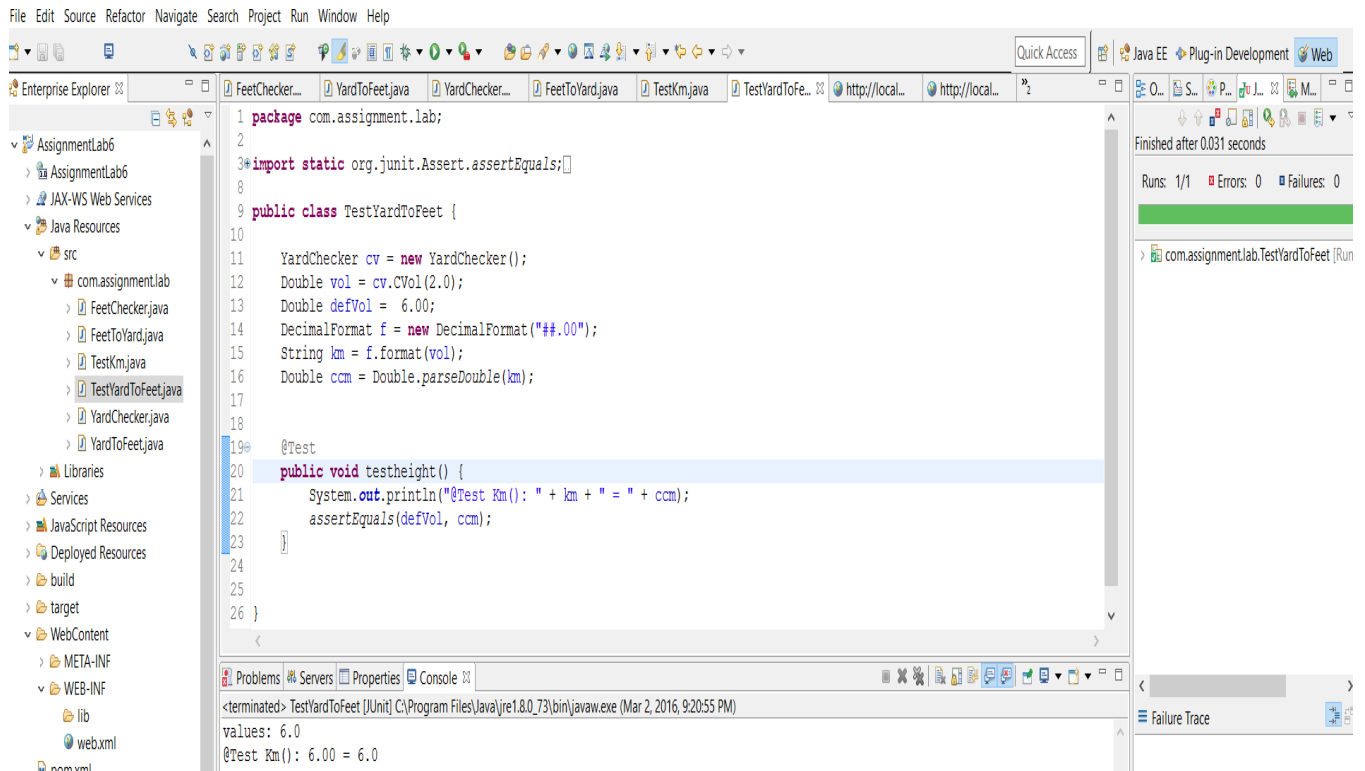 File Edit Source Refactor Navigate Search Project Run Window Help
Quick Access
Java EE Plug-in Development Web
Enterprise Explorer
AssignmentLab6
AssignmentLab6
JAX-WS Web Services
Java Resources
src
com.assignment.lab
FeetChecker.java
FeetToYard.java
TestKm.java
TestYardToFeet.java
YardChecker.java
YardToFeet.java
Libraries
Services
JavaScript Resources
Deployed Resources
build
target
WebContent
META-INF
WEB-INF
lib
web.xml
pom.xml
FeetChecker.... YardToFeet.java YardChecker.... FeetToYard.java TestKm.java TestYardToFe... http://local... http://local... »2
1 package com.assignment.lab;
2
3 import static org.junit.Assert.assertEquals;
8
9 public class TestYardToFeet {
10
11 YardChecker cv = new YardChecker();
12 Double vol = cv.CVol(2.0);
13 Double defVol = 6.00;
14 DecimalFormat f = new DecimalFormat("##.00");
15 String km = f.format(vol);
16 Double ccm = Double.parseDouble(km);
17
18
19 @Test
20 public void testheight() {
21 System.out.println("@Test Km(): " + km + " = " + ccm);
22 assertEquals(defVol, ccm);
23 }
24
25
26 }
Problems Servers Properties Console
<terminated> TestYardToFeet [JUnit] C:\Program Files\Java\jre1.8.0_73\bin\javaw.exe (Mar 2, 2016, 9:20:55 PM)
values: 6.0
@Test Km(): 6.00 = 6.0
O... S... P... J... M...
Finished after 0.031 seconds
Runs: 1/1 Errors: 0 Failures: 0
com.assignment.lab.TestYardToFeet [Run
Failure Trace